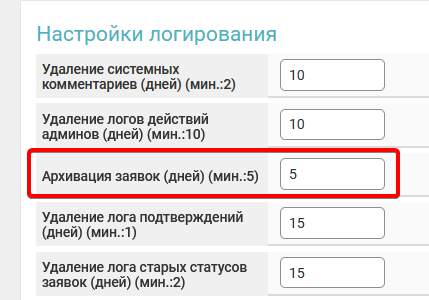 Настройки логирования
Удаление системных
комментариев (дней) (мин.:2)
10
Удаление логов действий
админов (дней) (мин.:10)
10
Архивация заявок (дней) (мин.:5)
5
Удаление лога подтверждений
(дней) (мин.:1)
15
Удаление лога старых статусов
заявок (дней) (мин.:2)
15